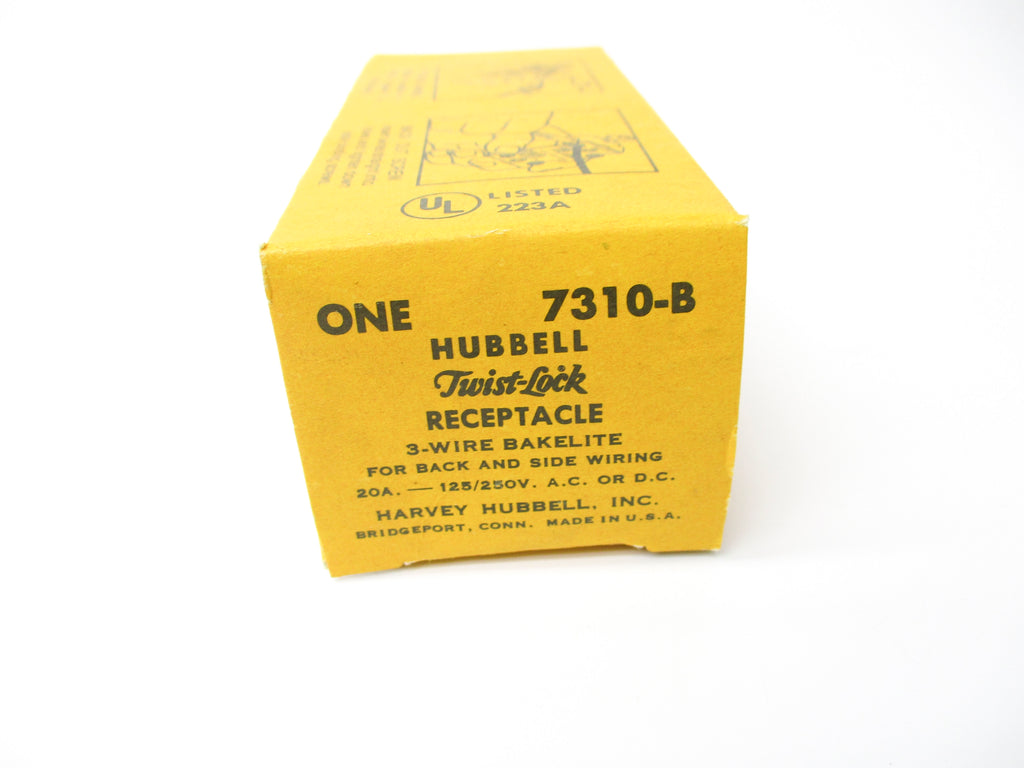 UL LISTED
223A
ONE 7310-B
HUBBELL
Twist-Lock
RECEPTACLE
3-WIRE BAKELITE
FOR BACK AND SIDE WIRING
20A. — 125/250V. A.C. OR D.C.
HARVEY HUBBELL, INC.
BRIDGEPORT, CONN. MADE IN U.S.A.